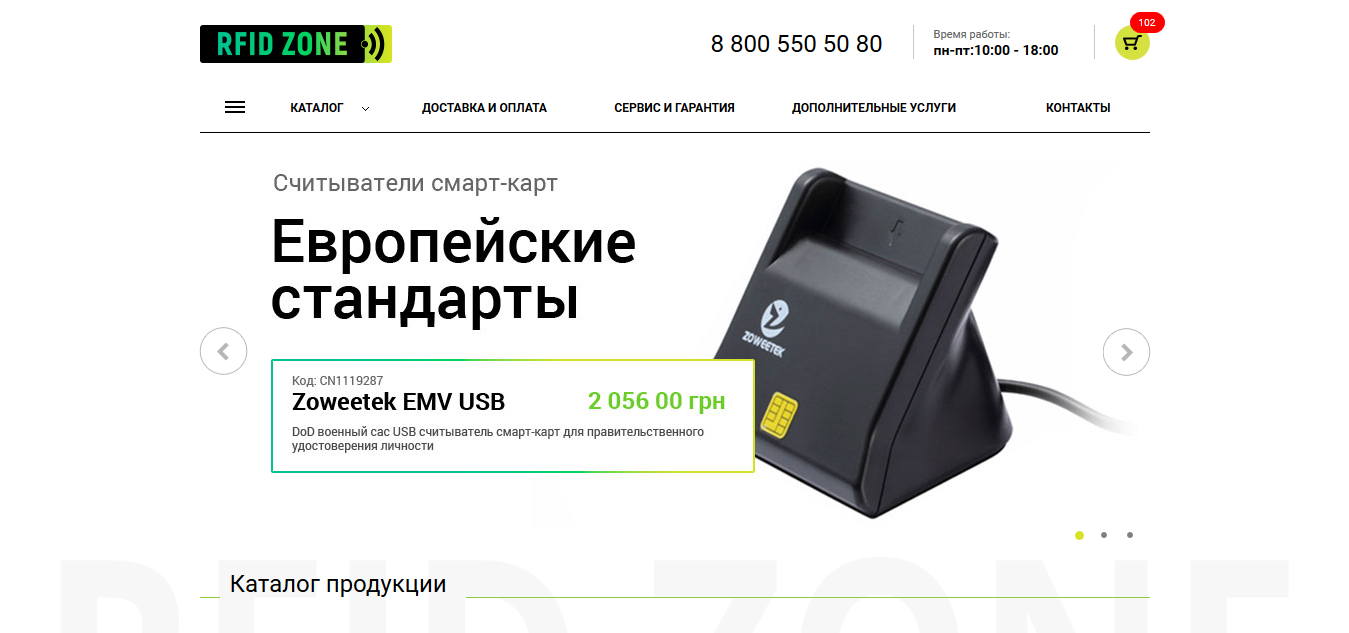 RFID ZONE
8 800 550 50 80
Время работы:
пн-пт:10:00 - 18:00
102
КАТАЛОГ
ДОСТАВКА И ОПЛАТА
СЕРВИС И ГАРАНТИЯ
ДОПОЛНИТЕЛЬНЫЕ УСЛУГИ
КОНТАКТЫ
Считыватели смарт-карт
Европейские
стандарты
ZOWEETEK
Код: CN1119287
Zoweetek EMV USB
2 056 00 грн
DoD военный сас USB считыватель смарт-карт для правительственного
удостоверения личности
RFID ZONE
Каталог продукции